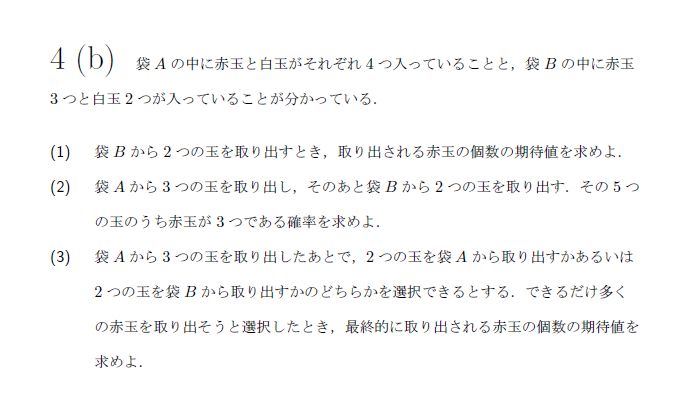 4 (b) 袋 A の中に赤玉と白玉がそれぞれ 4 つ入っていることと，袋 B の中に赤玉
3 つと白玉 2 つが入っていることが分かっている．
(1) 袋 B から 2 つの玉を取り出すとき，取り出される赤玉の個数の期待値を求めよ．
(2) 袋 A から 3 つの玉を取り出し，そのあと袋 B から 2 つの玉を取り出す．その 5 つ
の玉のうち赤玉が 3 つである確率を求めよ．
(3) 袋 A から 3 つの玉を取り出したあとで，2 つの玉を袋 A から取り出すかあるいは
2 つの玉を袋 B から取り出すかのどちらかを選択できるとする．できるだけ多く
の赤玉を取り出そうと選択したとき，最終的に取り出される赤玉の個数の期待値を
求めよ．